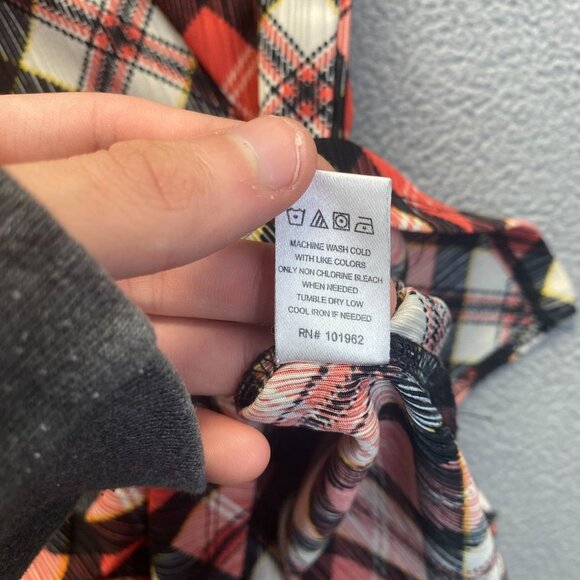 MACHINE WASH COLD
WITH LIKE COLORS
ONLY NON CHLORINE BLEACH
WHEN NEEDED
TUMBLE DRY LOW
COOL IRON IF NEEDED
RN# 101962